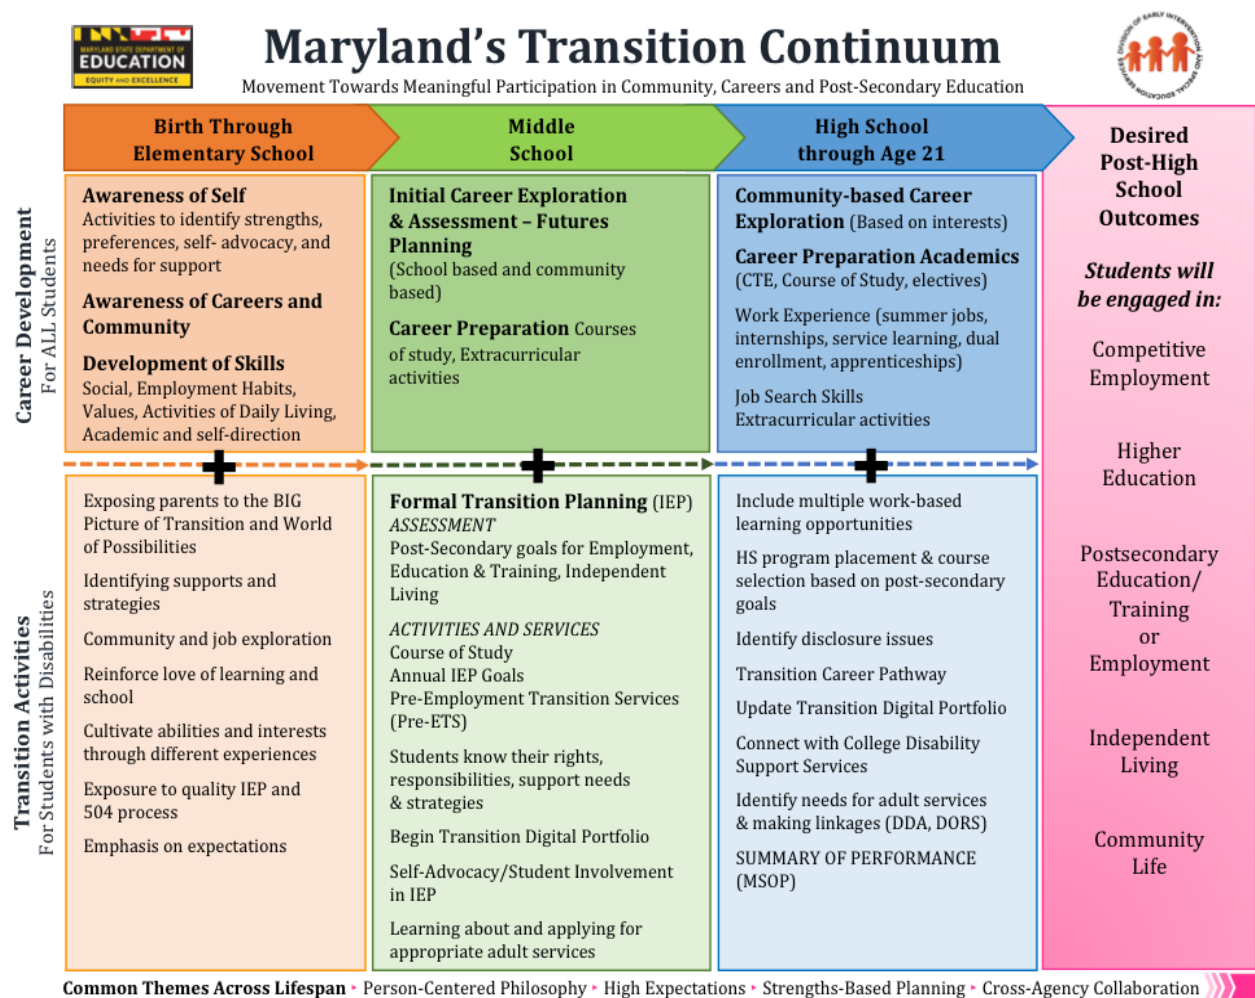 MARYLAND STATE DEPARTMENT OF
EDUCATION
EQUITY AND EXCELLENCE
Maryland's Transition Continuum
Movement Towards Meaningful Participation in Community, Careers and Post-Secondary Education
DIVISION OF EARLY INTERVENTION AND SPECIAL EDUCATION SERVICES
Birth Through
Elementary School
Middle
School
High School
through Age 21
Career Development
For ALL Students
Awareness of Self
Activities to identify strengths,
preferences, self- advocacy, and
needs for support
Awareness of Careers and
Community
Development of Skills
Social, Employment Habits,
Values, Activities of Daily Living,
Academic and self-direction
Initial Career Exploration
& Assessment – Futures
Planning
(School based and community
based)
Career Preparation Courses
of study, Extracurricular
activities
Community-based Career
Exploration (Based on interests)
Career Preparation Academics
(CTE, Course of Study, electives)
Work Experience (summer jobs,
internships, service learning, dual
enrollment, apprenticeships)
Job Search Skills
Extracurricular activities
Transition Activities
For Students with Disabilities
Exposing parents to the BIG
Picture of Transition and World
of Possibilities
Identifying supports and
strategies
Community and job exploration
Reinforce love of learning and
school
Cultivate abilities and interests
through different experiences
Exposure to quality IEP and
504 process
Emphasis on expectations
Formal Transition Planning (IEP)
ASSESSMENT
Post-Secondary goals for Employment,
Education & Training, Independent
Living
ACTIVITIES AND SERVICES
Course of Study
Annual IEP Goals
Pre-Employment Transition Services
(Pre-ETS)
Students know their rights,
responsibilities, support needs
& strategies
Begin Transition Digital Portfolio
Self-Advocacy/Student Involvement
in IEP
Learning about and applying for
appropriate adult services
Include multiple work-based
learning opportunities
HS program placement & course
selection based on post-secondary
goals
Identify disclosure issues
Transition Career Pathway
Update Transition Digital Portfolio
Connect with College Disability
Support Services
Identify needs for adult services
& making linkages (DDA, DORS)
SUMMARY OF PERFORMANCE
(MSOP)
Desired
Post-High
School
Outcomes
Students will
be engaged in:
Competitive
Employment
Higher
Education
Postsecondary
Education/
Training
or
Employment
Independent
Living
Community
Life
Common Themes Across Lifespan ▸ Person-Centered Philosophy ▸ High Expectations ▸ Strengths-Based Planning ▸ Cross-Agency Collaboration